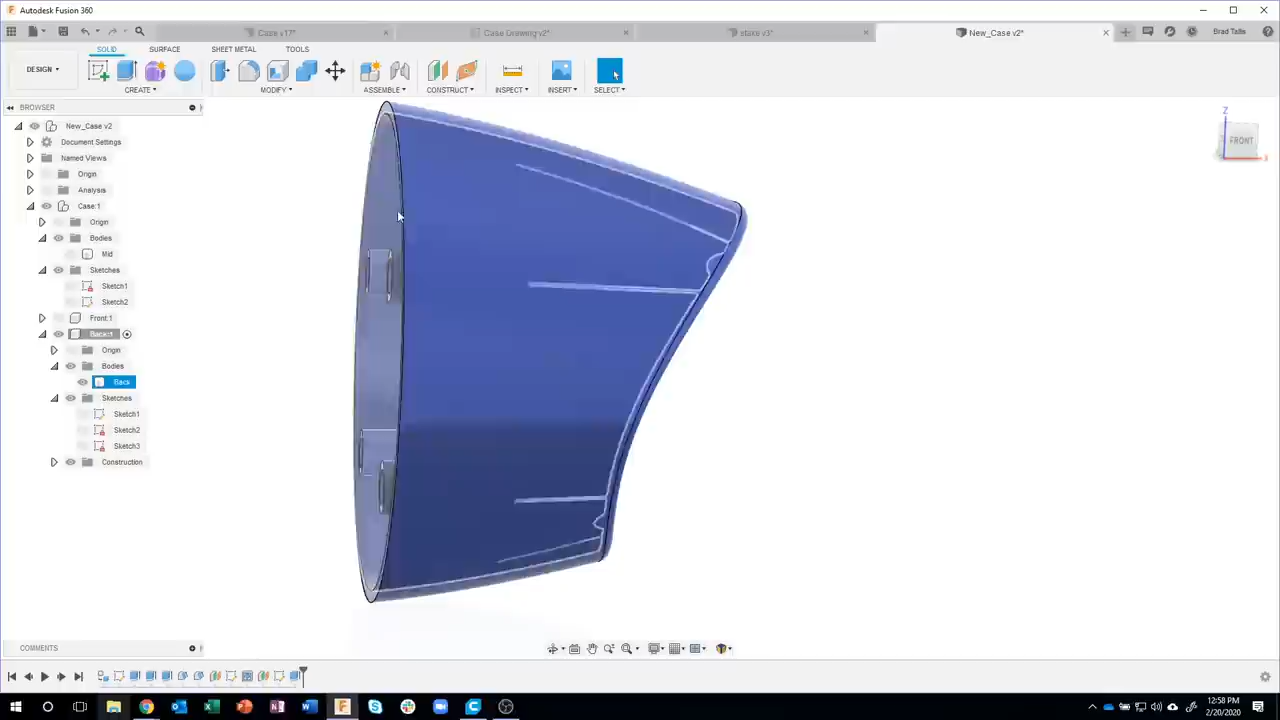 Autodesk Fusion 360
Case v17*
Case Drawing v2*
stake v3*
New_Case v2*
Brad Tallis
SOLID
SURFACE
SHEET METAL
TOOLS
DESIGN
CREATE
MODIFY
ASSEMBLE
CONSTRUCT
INSPECT
INSERT
SELECT
BROWSER
New_Case v2
Document Settings
Named Views
Origin
Analysis
Case:1
Origin
Bodies
Mid
Sketches
Sketch1
Sketch2
Front:1
Back:1
Origin
Bodies
Back
Sketches
Sketch1
Sketch2
Sketch3
Construction
Z
FRONT
X
COMMENTS
12:58 PM
2/20/2020